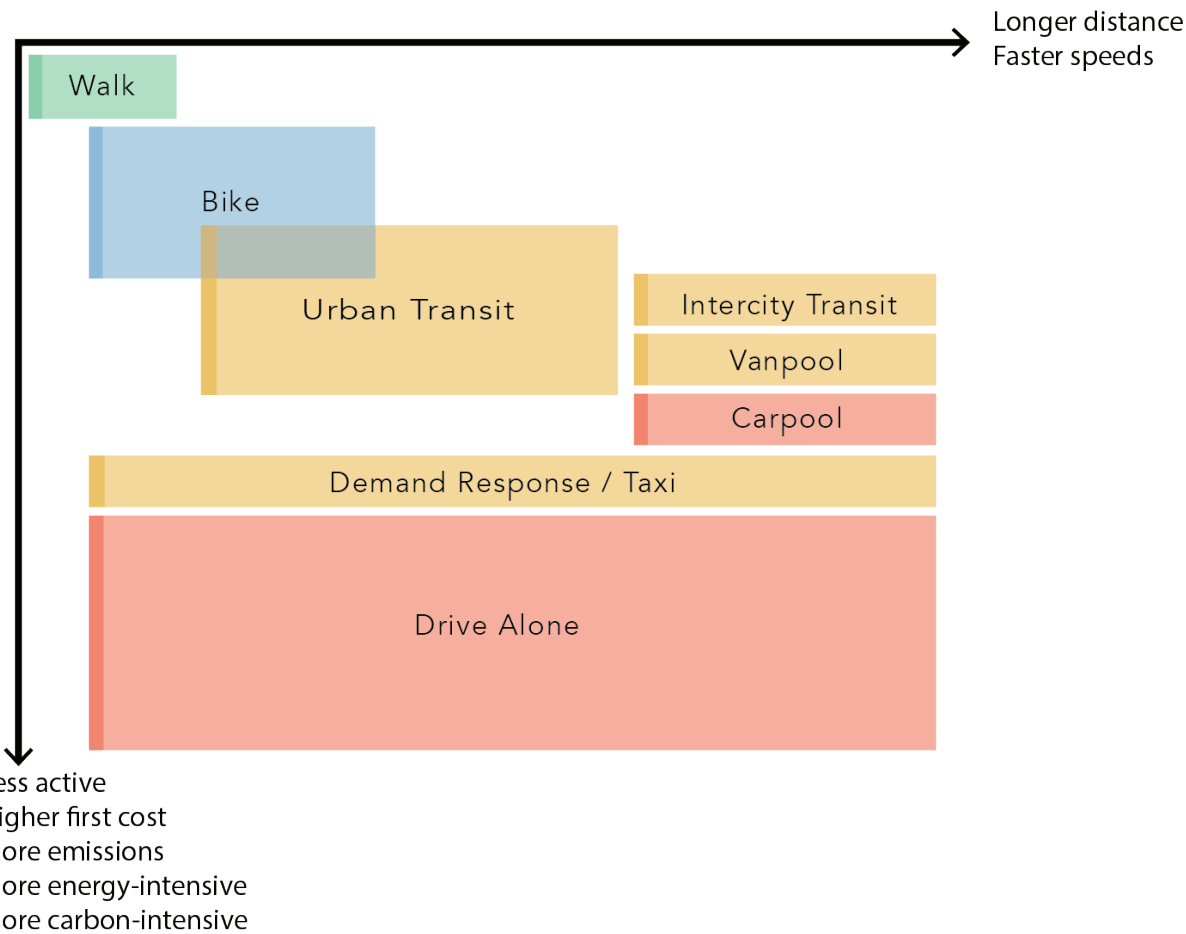 Longer distance
Faster speeds
Walk
Bike
Urban Transit
Intercity Transit
Vanpool
Carpool
Demand Response / Taxi
Drive Alone
ess active
igher first cost
ore emissions
ore energy-intensive
ore carbon-intensive